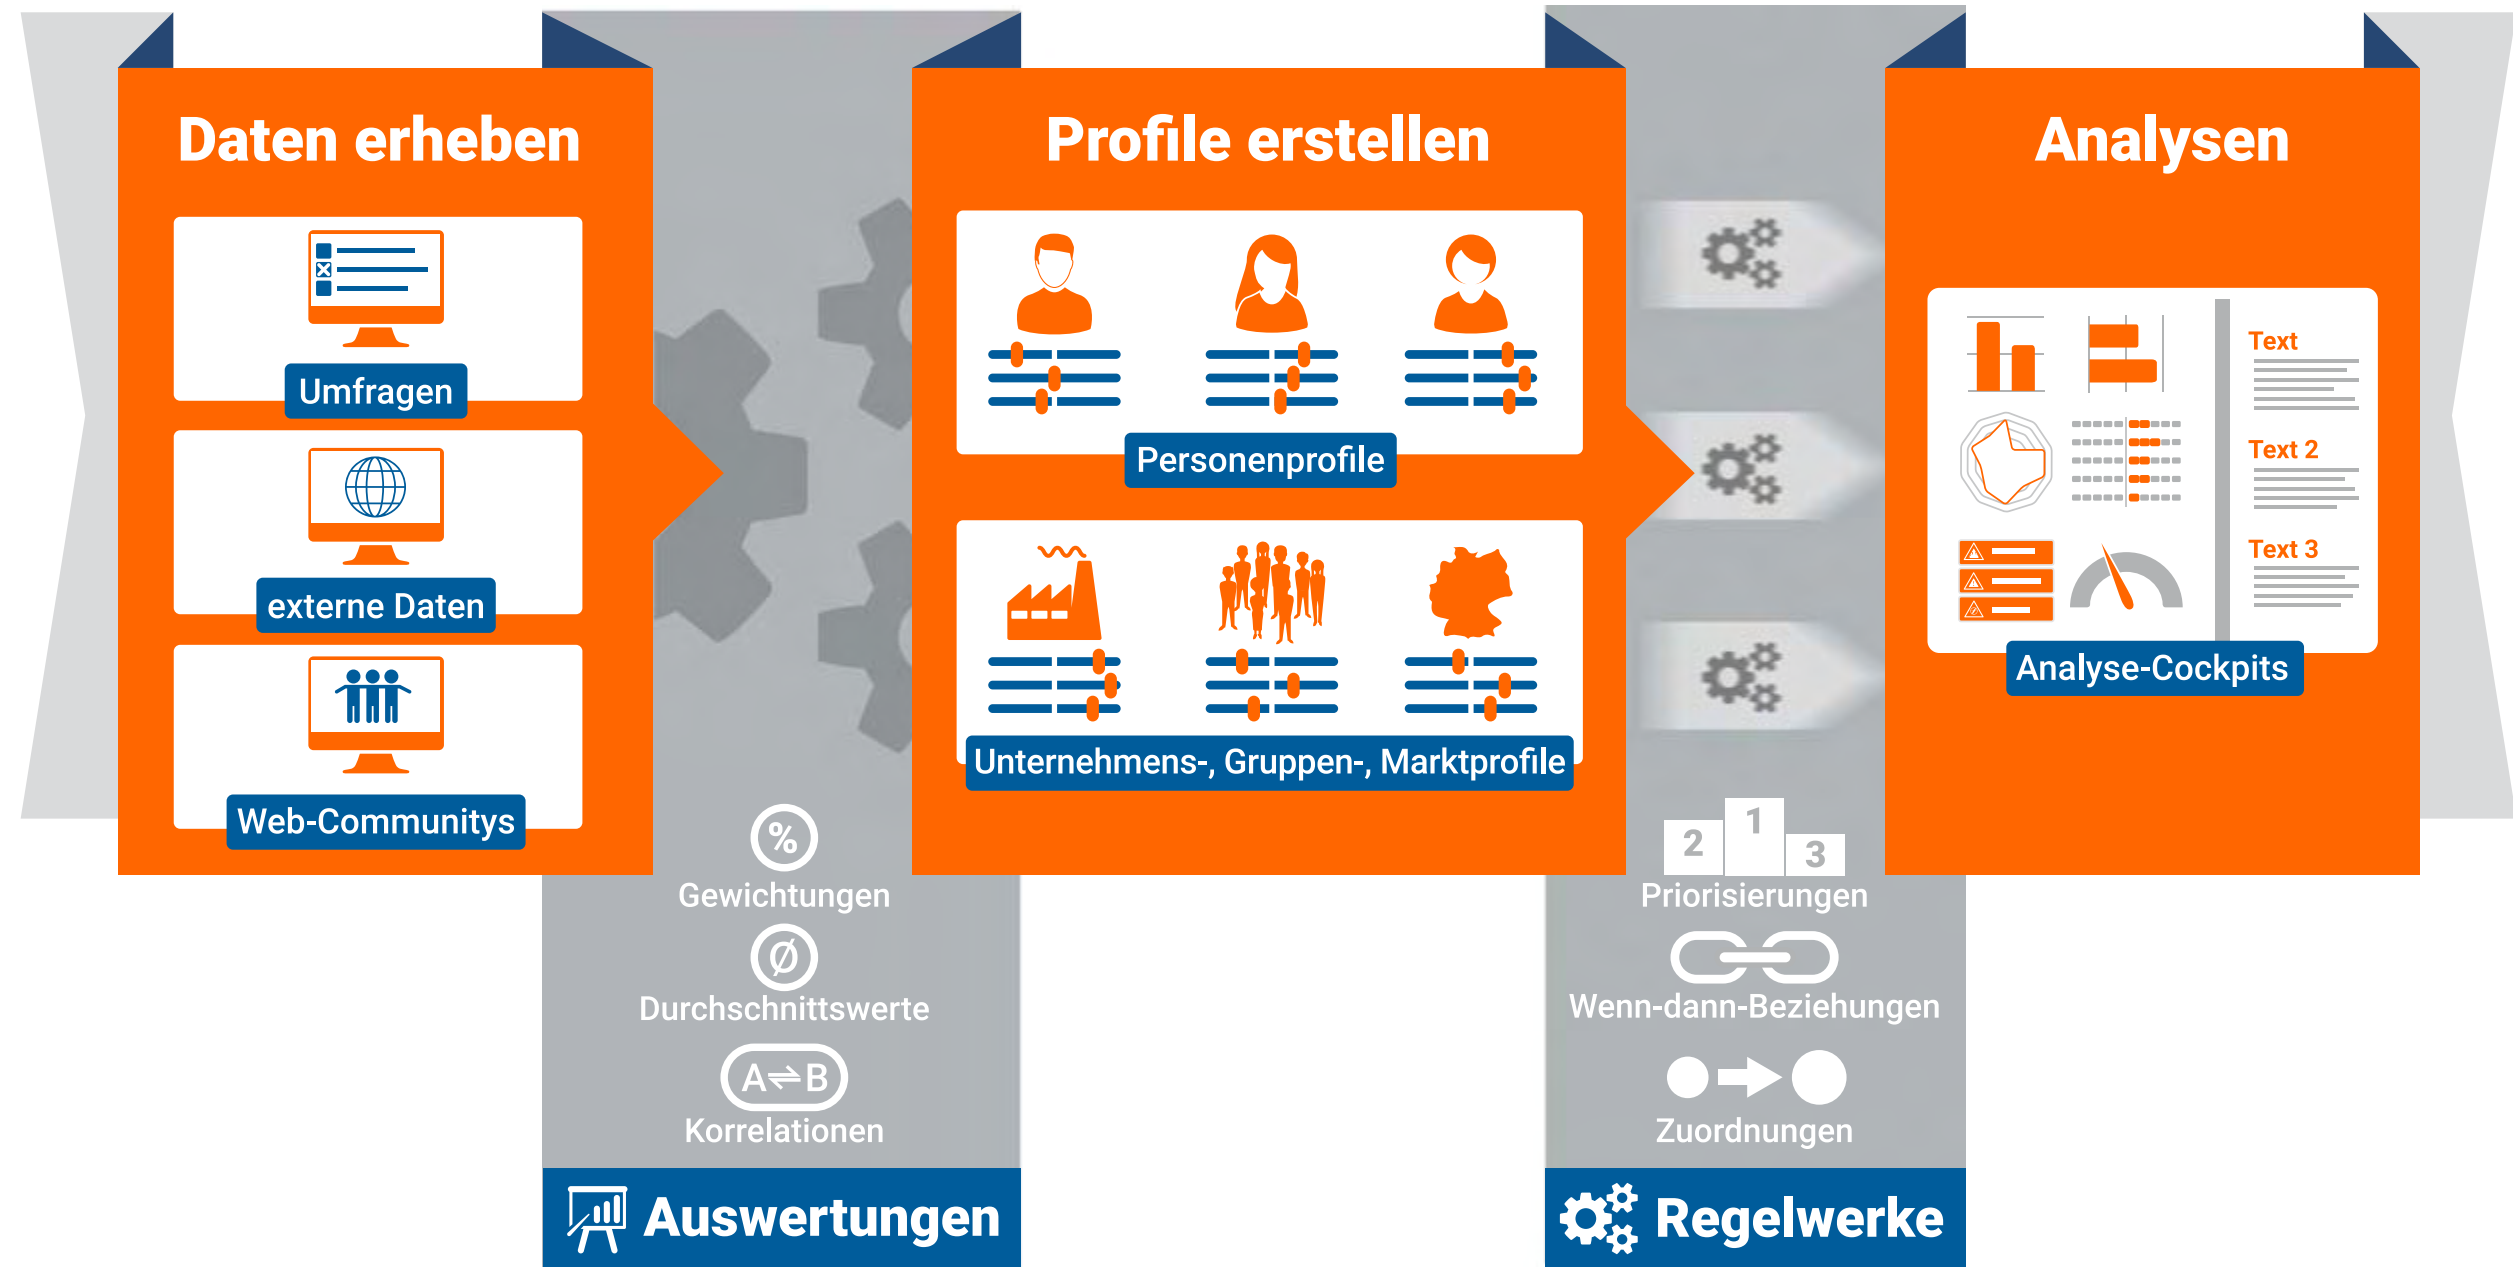 Daten erheben
Umfragen
externe Daten
Web-Communitys
%
Gewichtungen
Ø
Durchschnittswerte
A⇌B
Korrelationen
Auswertungen
Profile erstellen
Personenprofile
Unternehmens-, Gruppen-, Marktprofile
2 1 3
Priorisierungen
Wenn-dann-Beziehungen
Zuordnungen
Regelwerke
Analysen
Text
Text 2
Text 3
Analyse-Cockpits